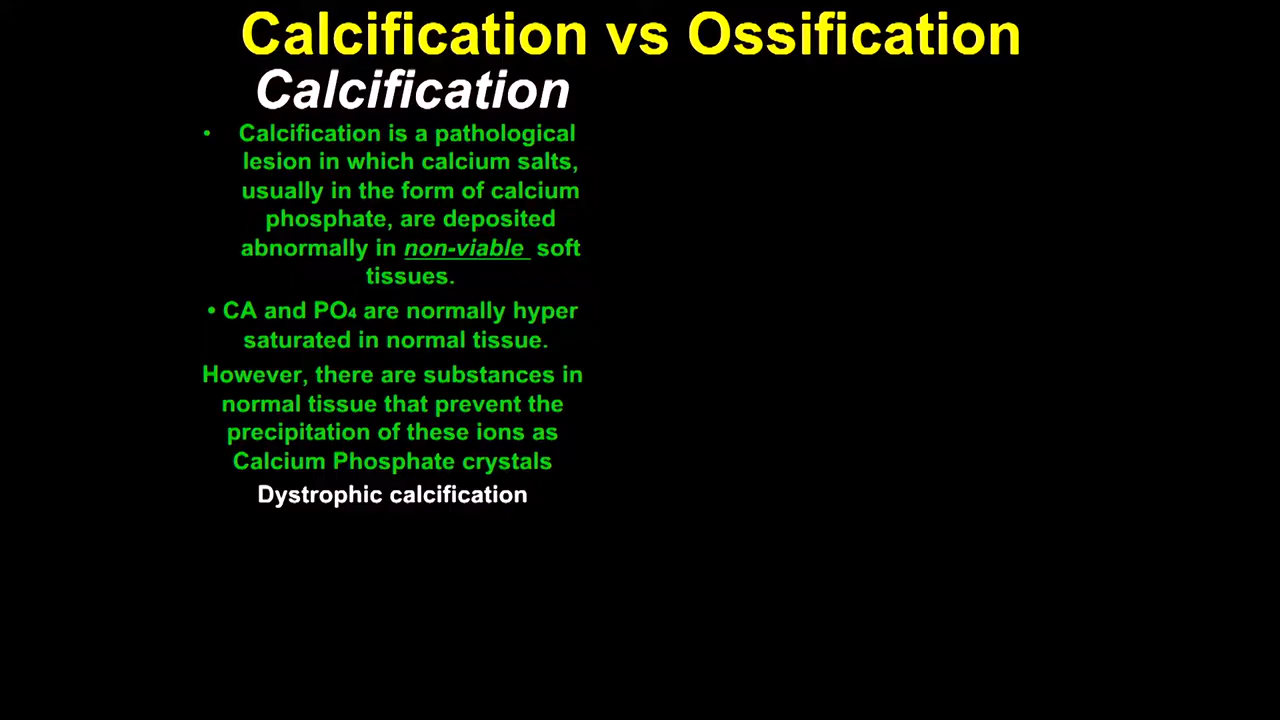 Calcification vs Ossification
Calcification
• Calcification is a pathological
lesion in which calcium salts,
usually in the form of calcium
phosphate, are deposited
abnormally in non-viable soft
tissues.
• CA and PO₄ are normally hyper
saturated in normal tissue.
However, there are substances in
normal tissue that prevent the
precipitation of these ions as
Calcium Phosphate crystals
Dystrophic calcification